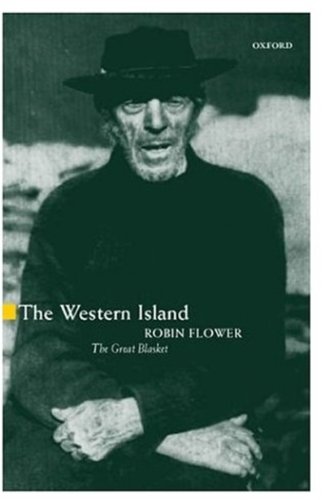 OXFORD
The Western Island
ROBIN FLOWER
The Great Blasket